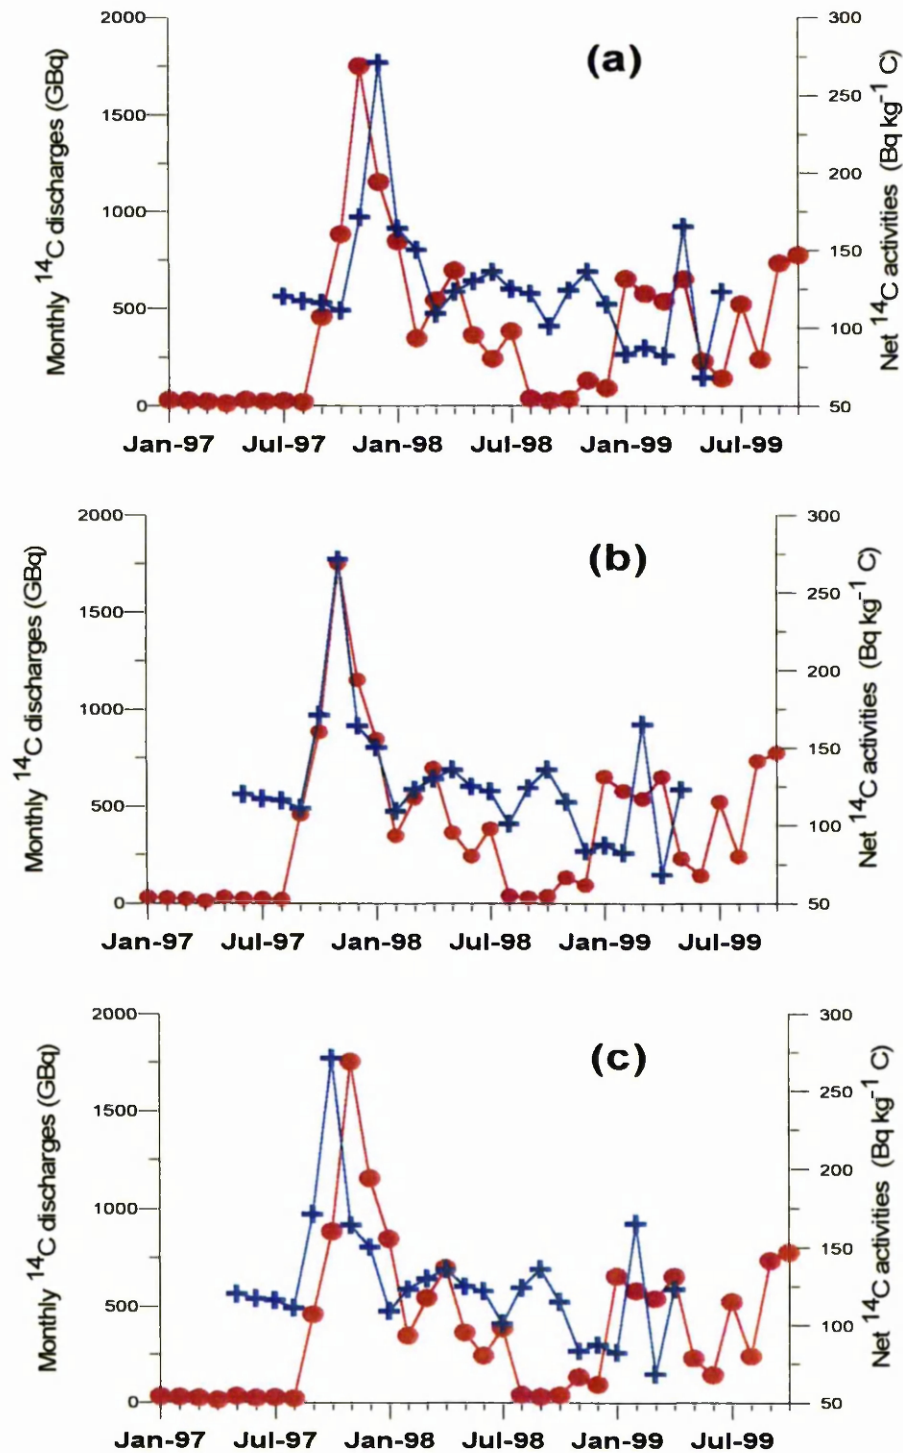 (a)
Monthly ¹⁴C discharges (GBq)
Net ¹⁴C activities (Bq kg⁻¹ C)
2000
1500
1000
500
0
300
250
200
150
100
50
Jan-97 Jul-97 Jan-98 Jul-98 Jan-99 Jul-99
(b)
Monthly ¹⁴C discharges (GBq)
Net ¹⁴C activities (Bq kg⁻¹ C)
2000
1500
1000
500
0
300
250
200
150
100
50
Jan-97 Jul-97 Jan-98 Jul-98 Jan-99 Jul-99
(c)
Monthly ¹⁴C discharges (GBq)
Net ¹⁴C activities (Bq kg⁻¹ C)
2000
1500
1000
500
0
300
250
200
150
100
50
Jan-97 Jul-97 Jan-98 Jul-98 Jan-99 Jul-99